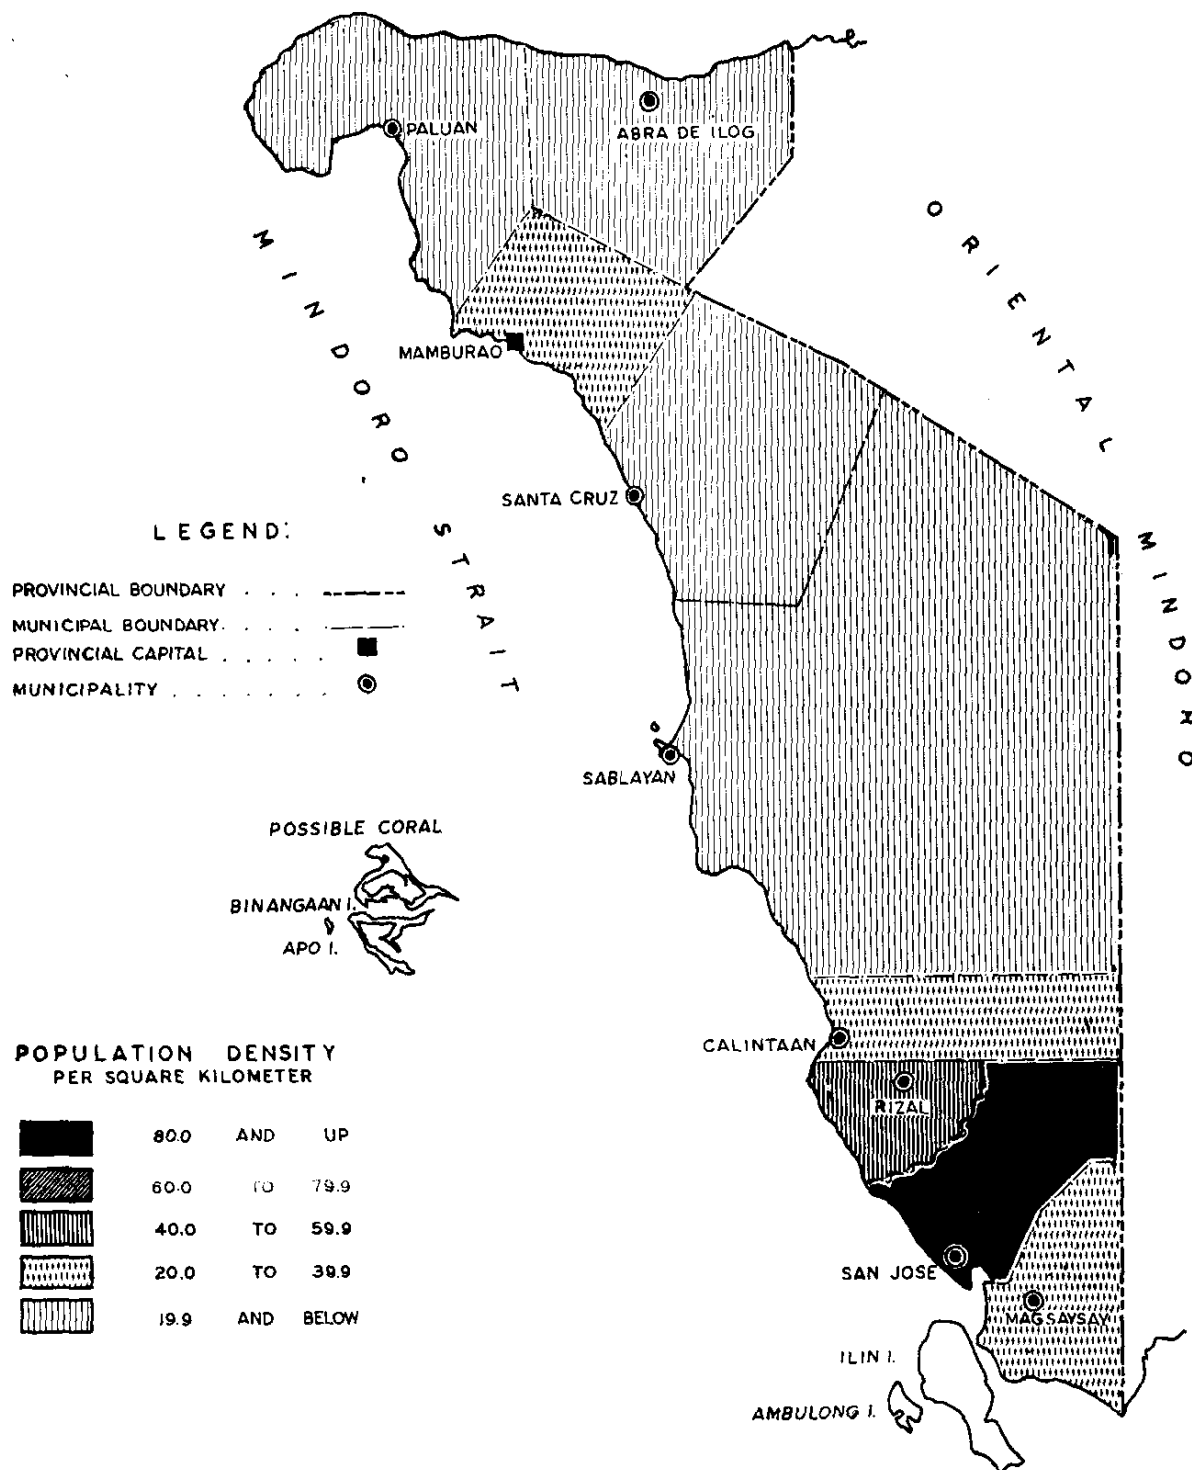 PALUAN
ABRA DE ILOG
MINDORO STRAIT
ORIENTAL MINDORO
MAMBURAO
SANTA CRUZ
LEGEND:
PROVINCIAL BOUNDARY . . . .
MUNICIPAL BOUNDARY. . . . .
PROVINCIAL CAPITAL . . . . . .
MUNICIPALITY . . . . . . . .
SABLAYAN
POSSIBLE CORAL
BINANGAAN I.
APO I.
CALINTAAN
POPULATION DENSITY
PER SQUARE KILOMETER
80.0 AND UP
60.0 TO 79.9
40.0 TO 59.9
20.0 TO 39.9
19.9 AND BELOW
RIZAL
SAN JOSE
MAGSAYSAY
ILIN I.
AMBULONG I.